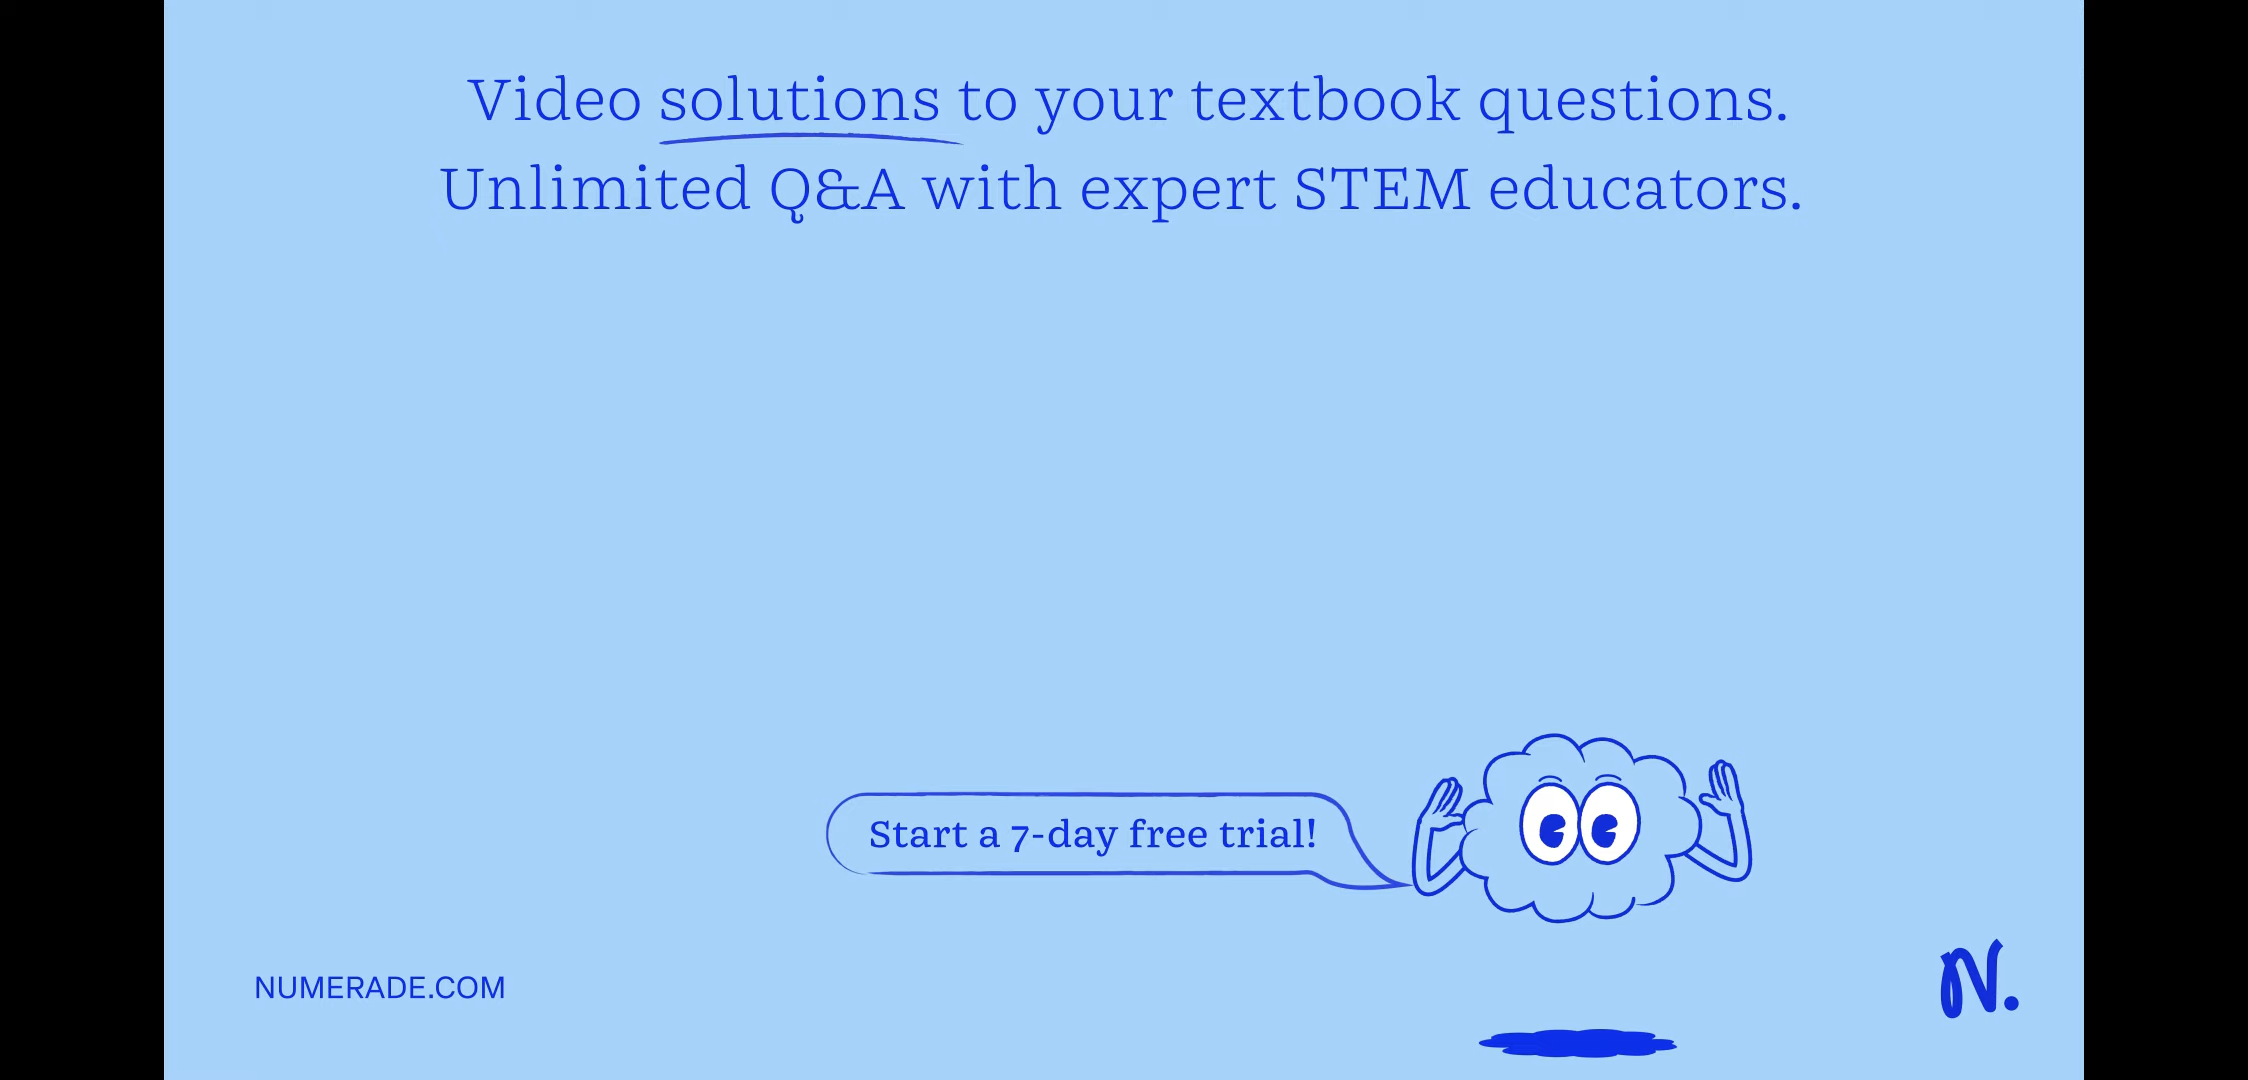 Video solutions to your textbook questions.
Unlimited Q&A with expert STEM educators.
Start a 7-day free trial!
NUMERADE.COM
N.